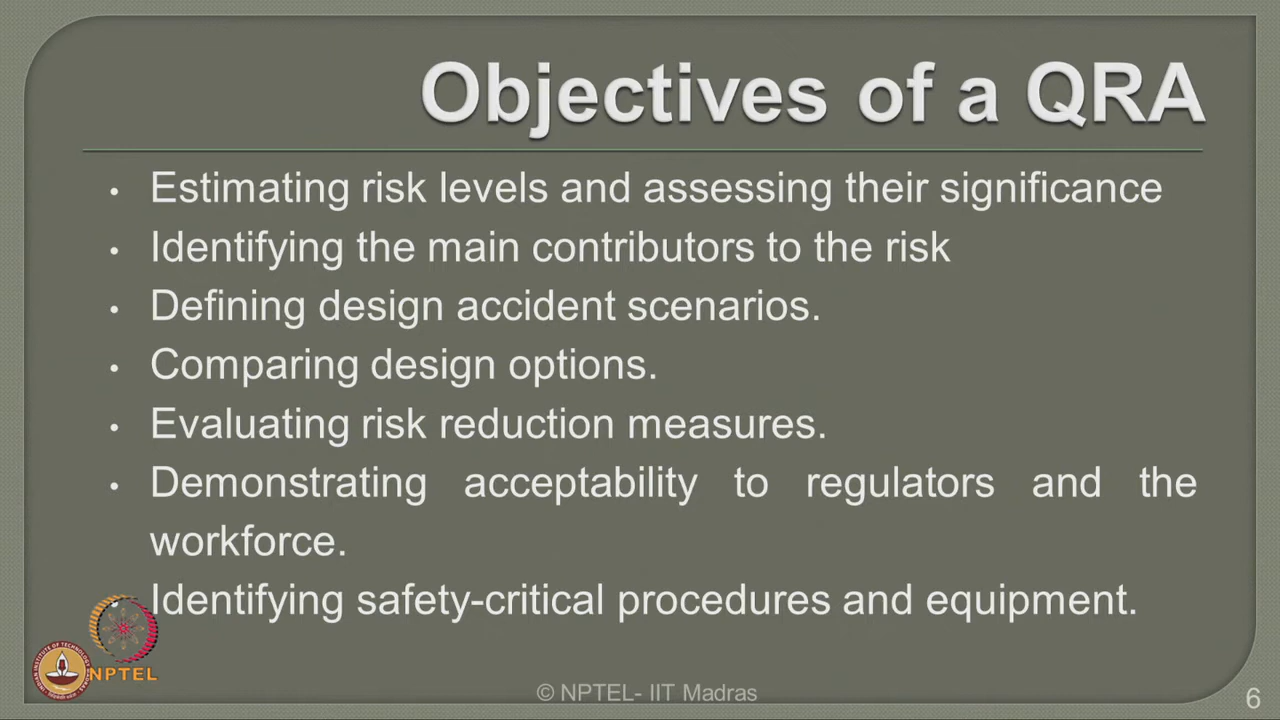 Objectives of a QRA
• Estimating risk levels and assessing their significance
• Identifying the main contributors to the risk
• Defining design accident scenarios.
• Comparing design options.
• Evaluating risk reduction measures.
• Demonstrating acceptability to regulators and the
workforce.
Identifying safety-critical procedures and equipment.
NPTEL
© NPTEL- IIT Madras
6